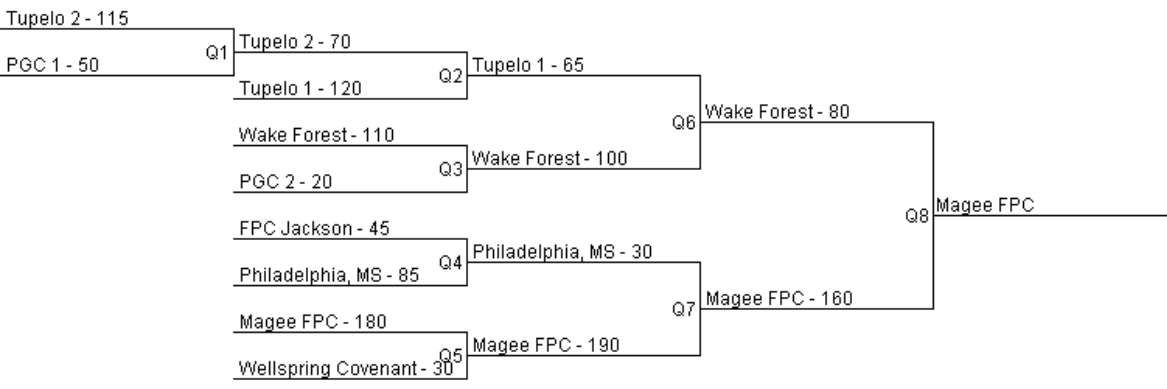 Tupelo 2 - 115
PGC 1 - 50
Q1
Tupelo 2 - 70
Tupelo 1 - 120
Q2
Wake Forest - 110
PGC 2 - 20
Q3
FPC Jackson - 45
Philadelphia, MS - 85
Q4
Magee FPC - 180
Wellspring Covenant - 30
Q5
Tupelo 1 - 65
Wake Forest - 100
Q6
Philadelphia, MS - 30
Magee FPC - 190
Q7
Wake Forest - 80
Magee FPC - 160
Q8
Magee FPC